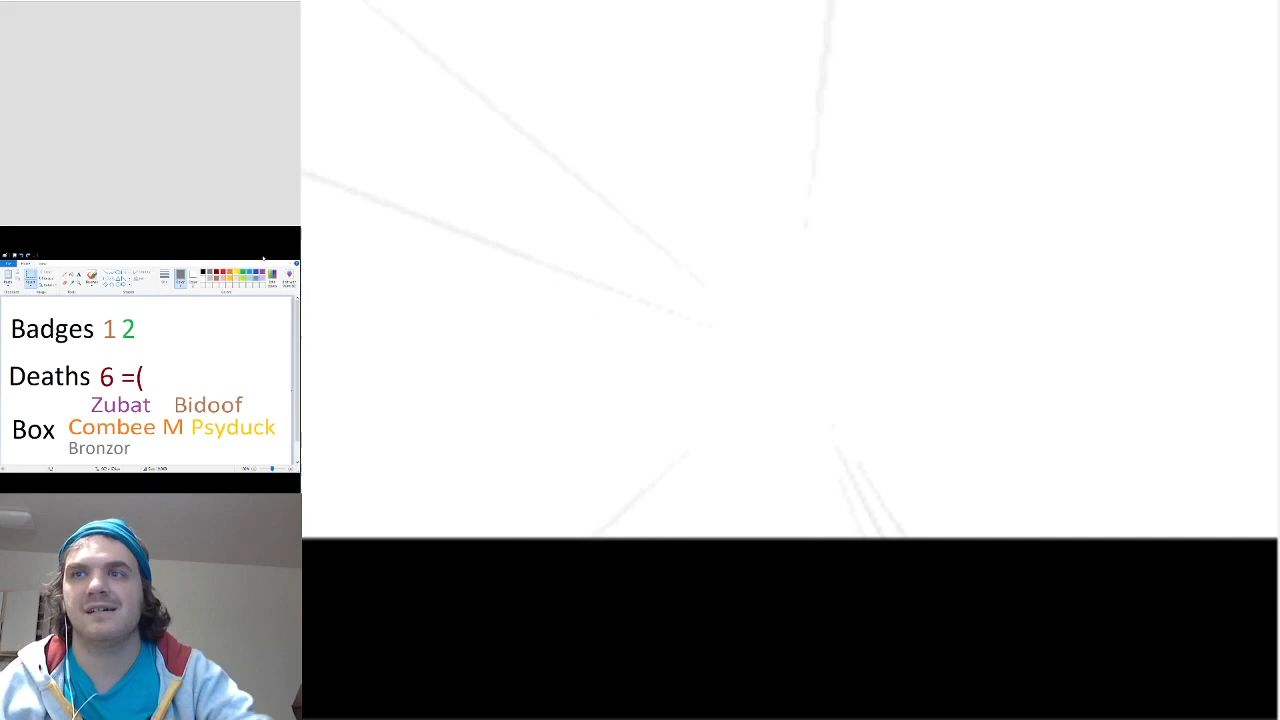 Badges 1 2
Deaths 6 =(
Zubat Bidoof
Box Combee M Psyduck
Bronzor